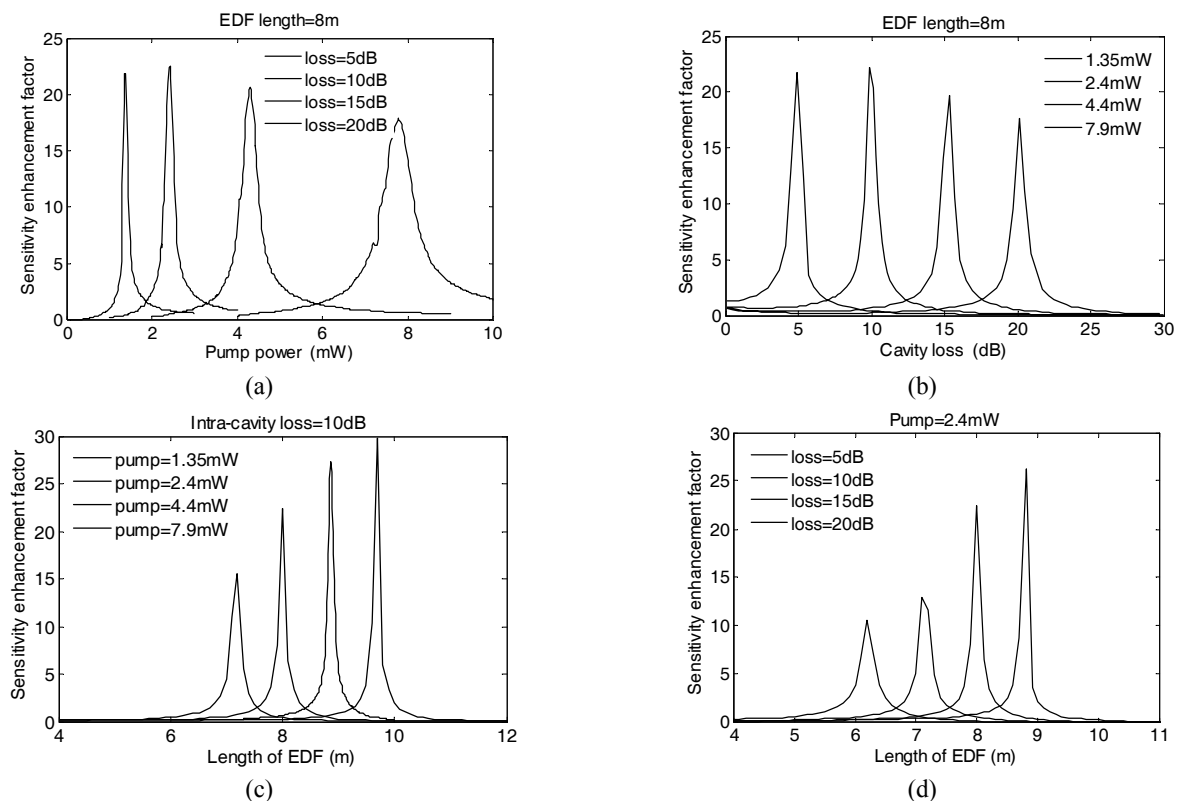 EDF length=8m
25
20
15
10
5
0
Sensitivity enhancement factor
loss=5dB
loss=10dB
loss=15dB
loss=20dB
0 2 4 6 8 10
Pump power (mW)
(a)
EDF length=8m
25
20
15
10
5
0
Sensitivity enhancement factor
1.35mW
2.4mW
4.4mW
7.9mW
0 5 10 15 20 25 30
Cavity loss (dB)
(b)
Intra-cavity loss=10dB
30
25
20
15
10
5
0
Sensitivity enhancement factor
pump=1.35mW
pump=2.4mW
pump=4.4mW
pump=7.9mW
4 6 8 10 12
Length of EDF (m)
(c)
Pump=2.4mW
30
25
20
15
10
5
0
Sensitivity enhancement factor
loss=5dB
loss=10dB
loss=15dB
loss=20dB
4 5 6 7 8 9 10 11
Length of EDF (m)
(d)